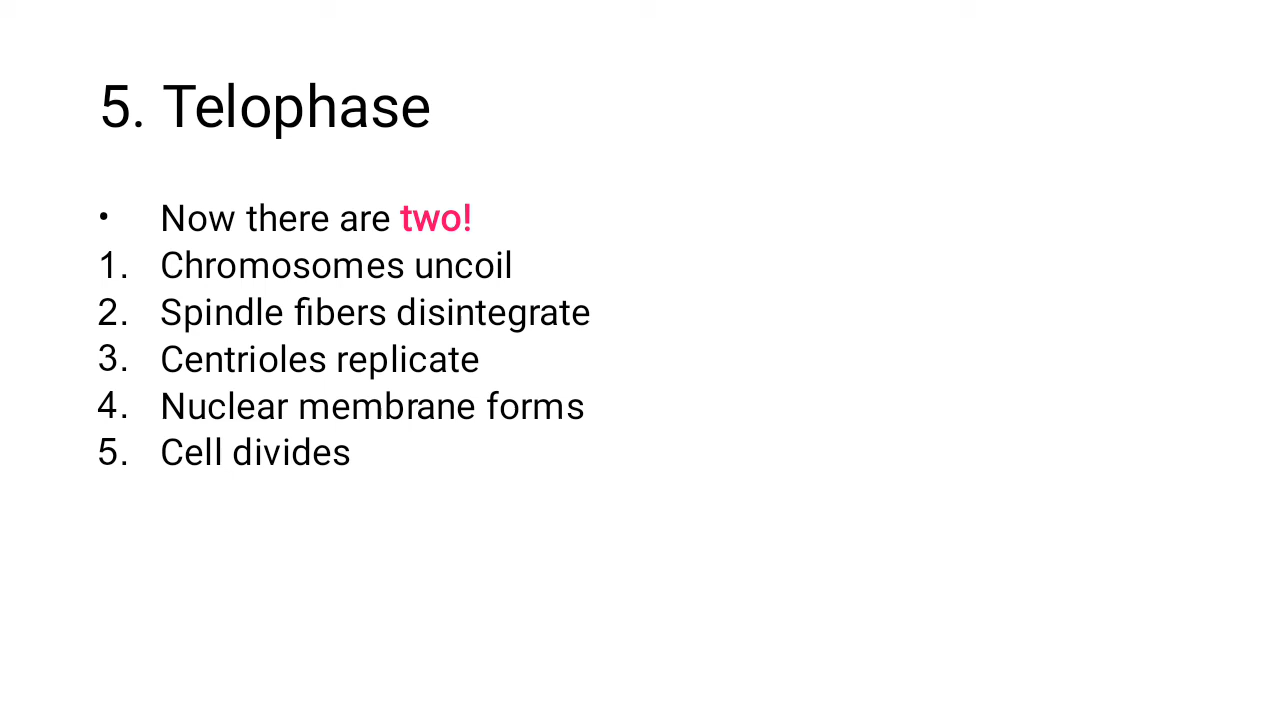 5. Telophase
• Now there are two!
1. Chromosomes uncoil
2. Spindle fibers disintegrate
3. Centrioles replicate
4. Nuclear membrane forms
5. Cell divides